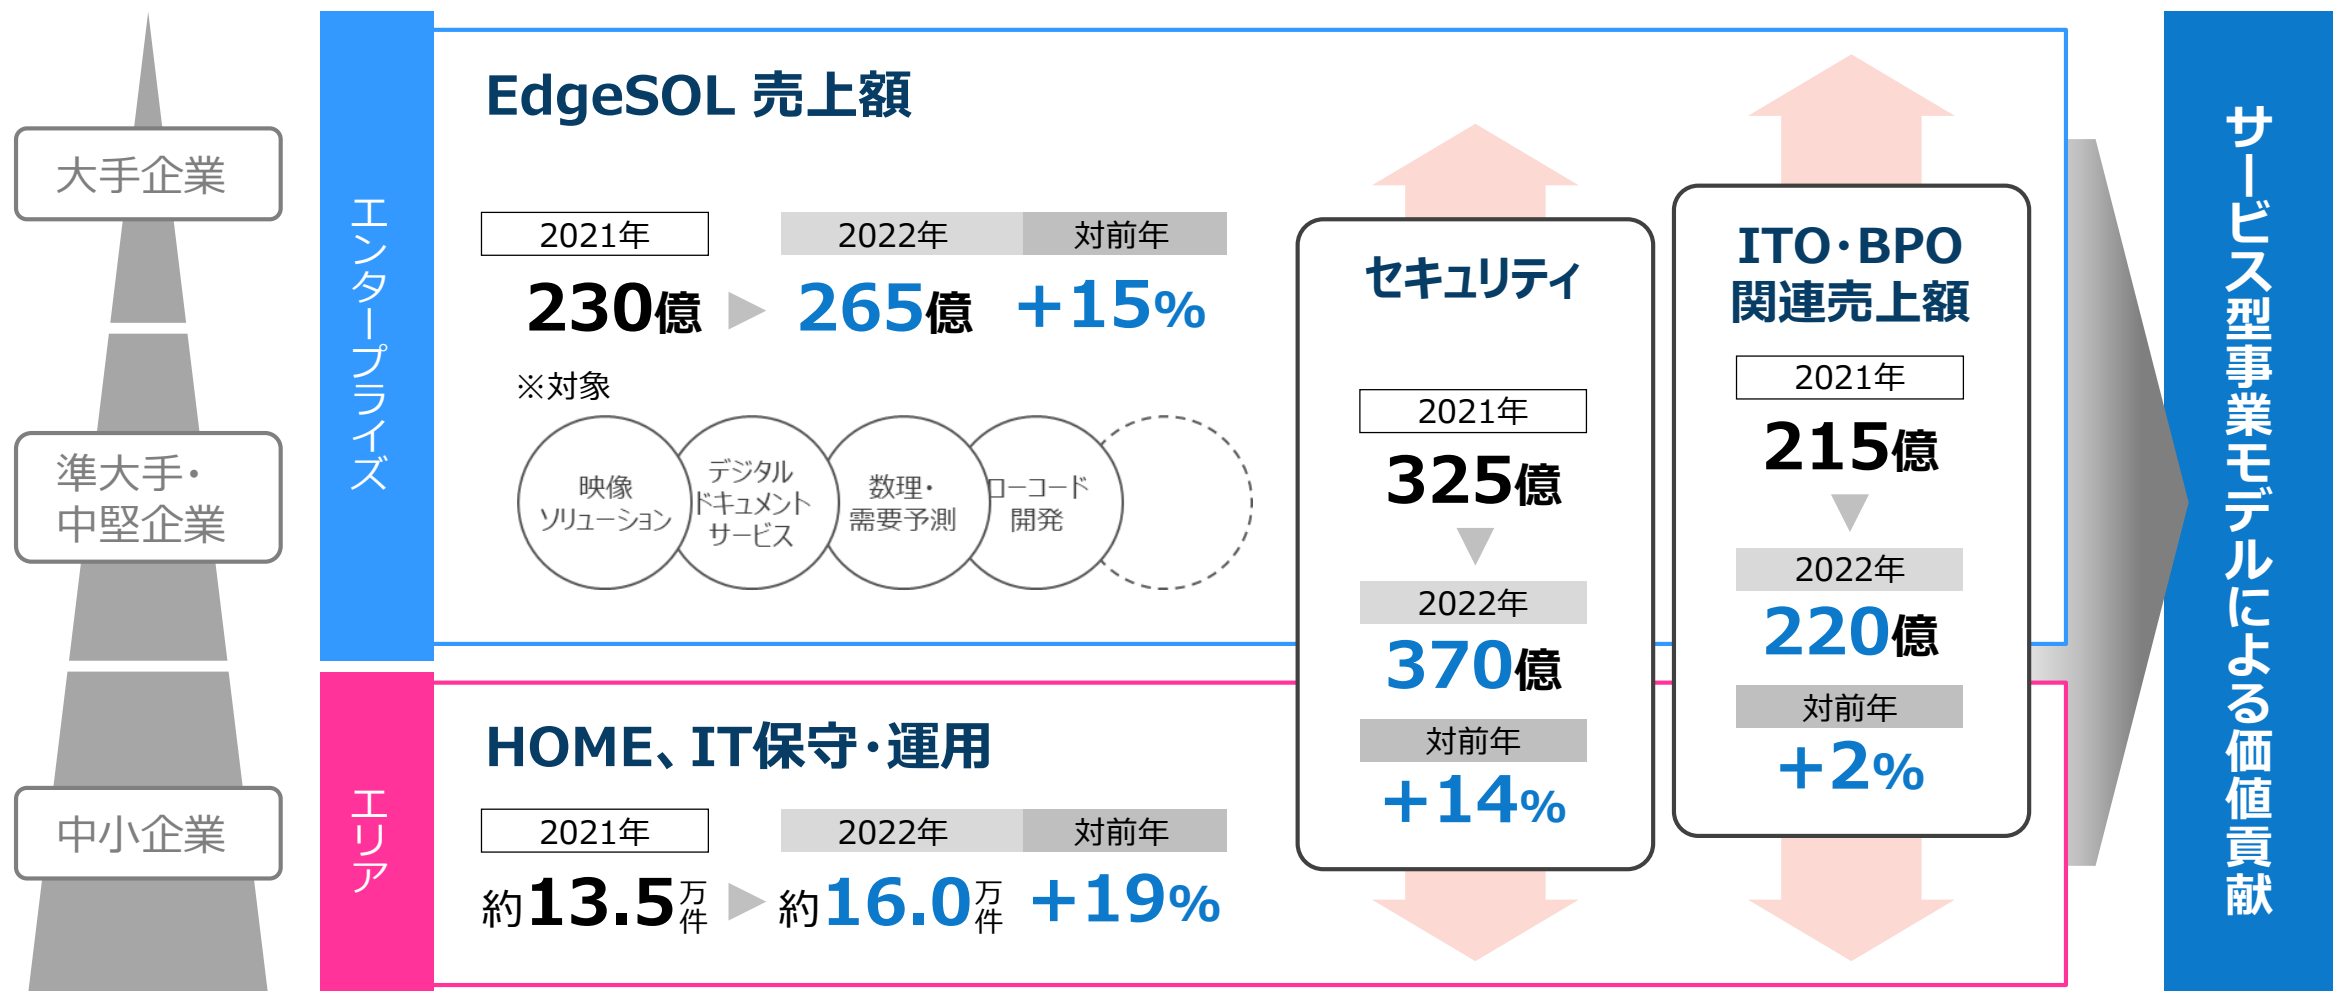 大手企業
準大手・
中堅企業
中小企業
エンタープライズ
EdgeSOL 売上額
2021年
2022年
対前年
230億
265億
+15%
※対象
映像
ソリューション
デジタル
ドキュメント
サービス
数理・
需要予測
ローコード
開発
エリア
HOME、IT保守・運用
2021年
2022年
対前年
約13.5万件
約16.0万件
+19%
セキュリティ
2021年
325億
2022年
370億
対前年
+14%
ITO・BPO
関連売上額
2021年
215億
2022年
220億
対前年
+2%
サービス型事業モデルによる価値貢献